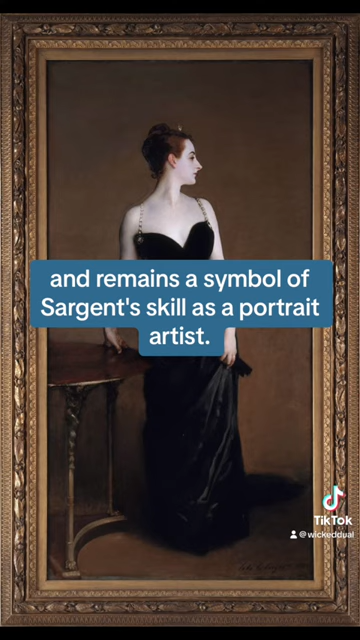 and remains a symbol of
Sargent's skill as a portrait
artist.
TikTok
@wickeddual